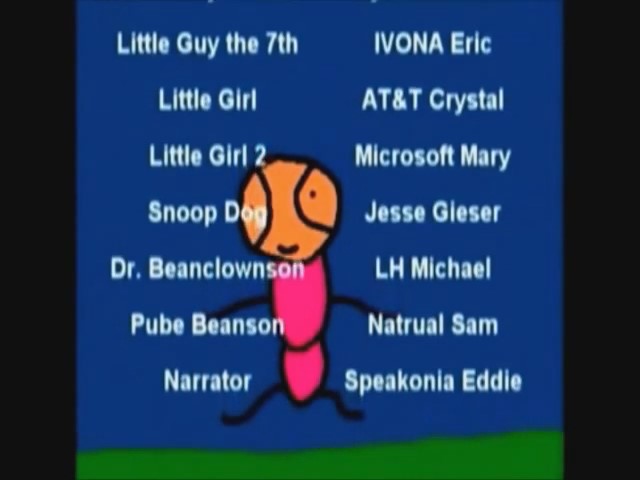 Little Guy the 7th IVONA Eric
Little Girl AT&T Crystal
Little Girl 2 Microsoft Mary
Snoop Dog Jesse Gieser
Dr. Beanclownson LH Michael
Pube Beanson Natrual Sam
Narrator Speakonia Eddie